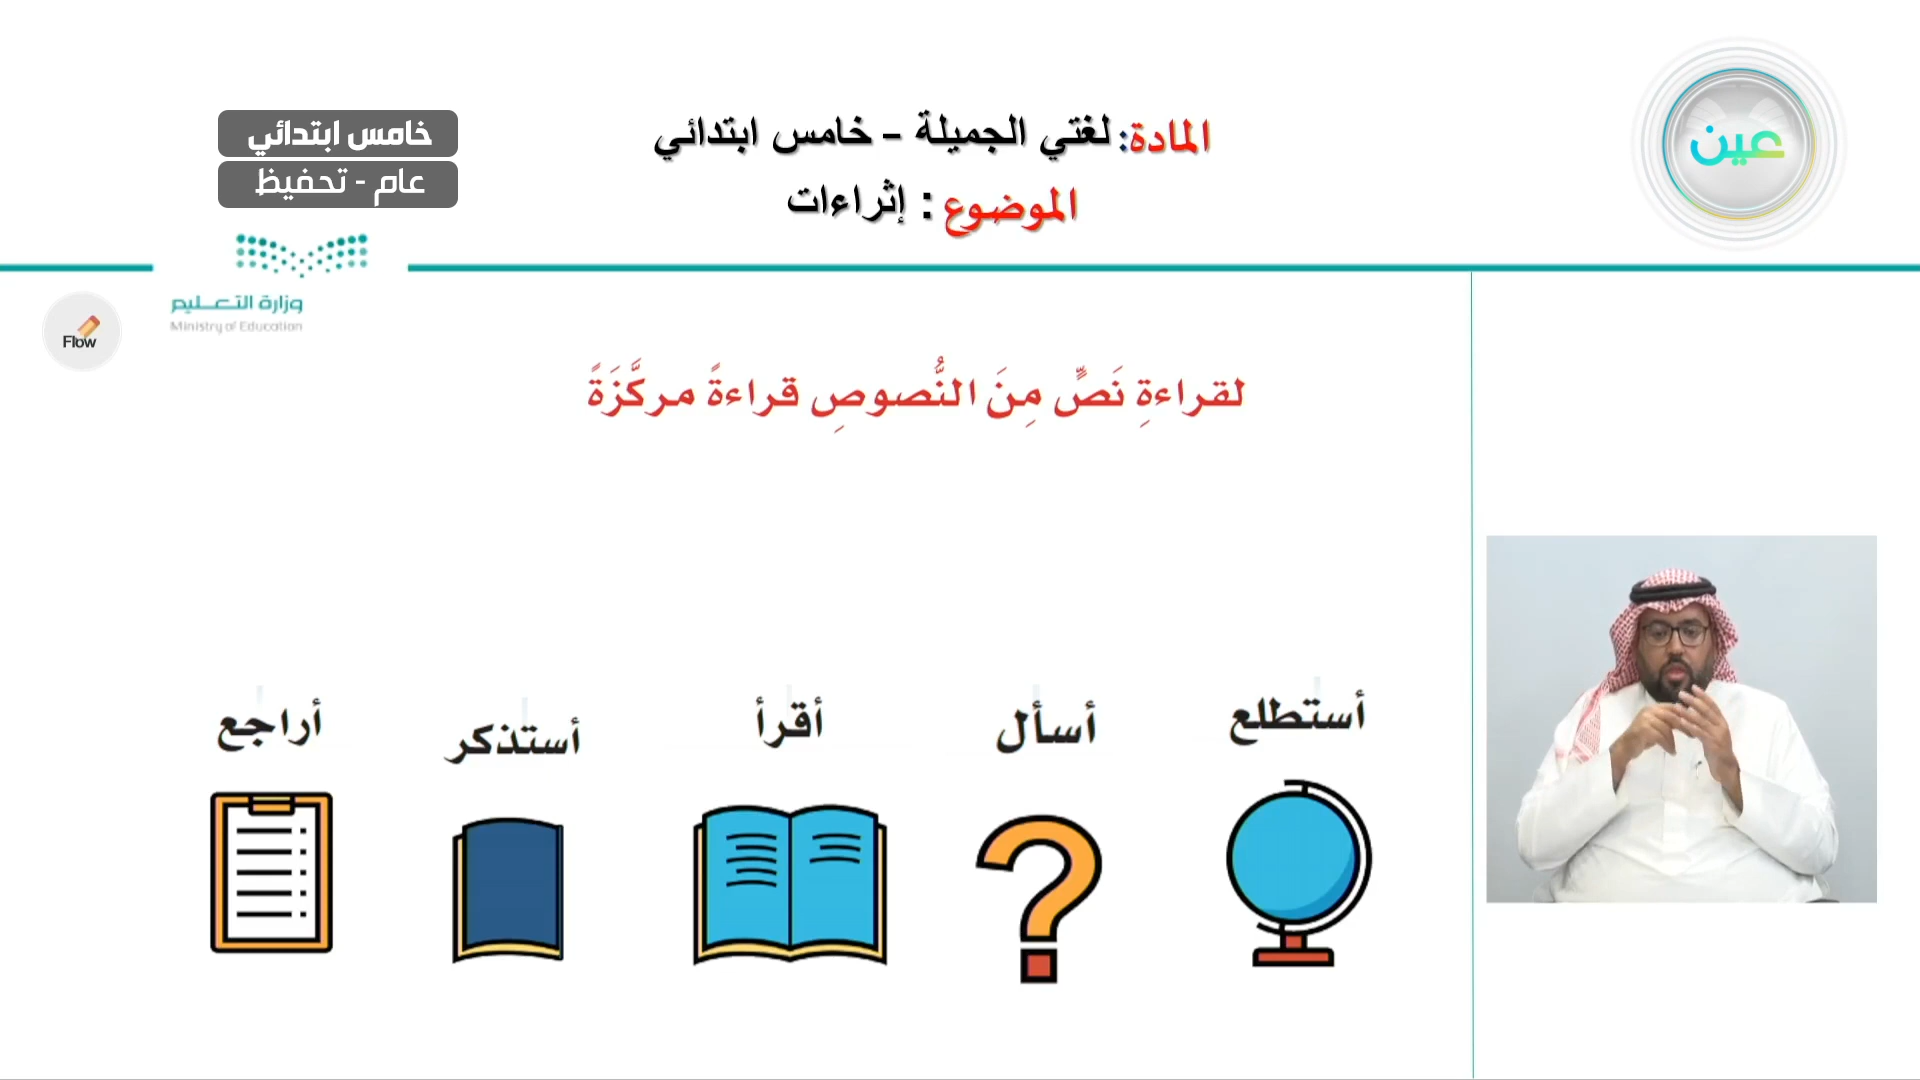 المادة: لغتي الجميلة - خامس ابتدائي
الموضوع : إثراءات
خامس ابتدائي
عام - تحفيظ
عين
وزارة التعليم
Ministry of Education
Flow
لقراءةِ نَصٍّ مِنَ النُّصوصِ قراءةً مركَّزَةً
أستطلع
أسأل
أقرأ
أستذكر
أراجع